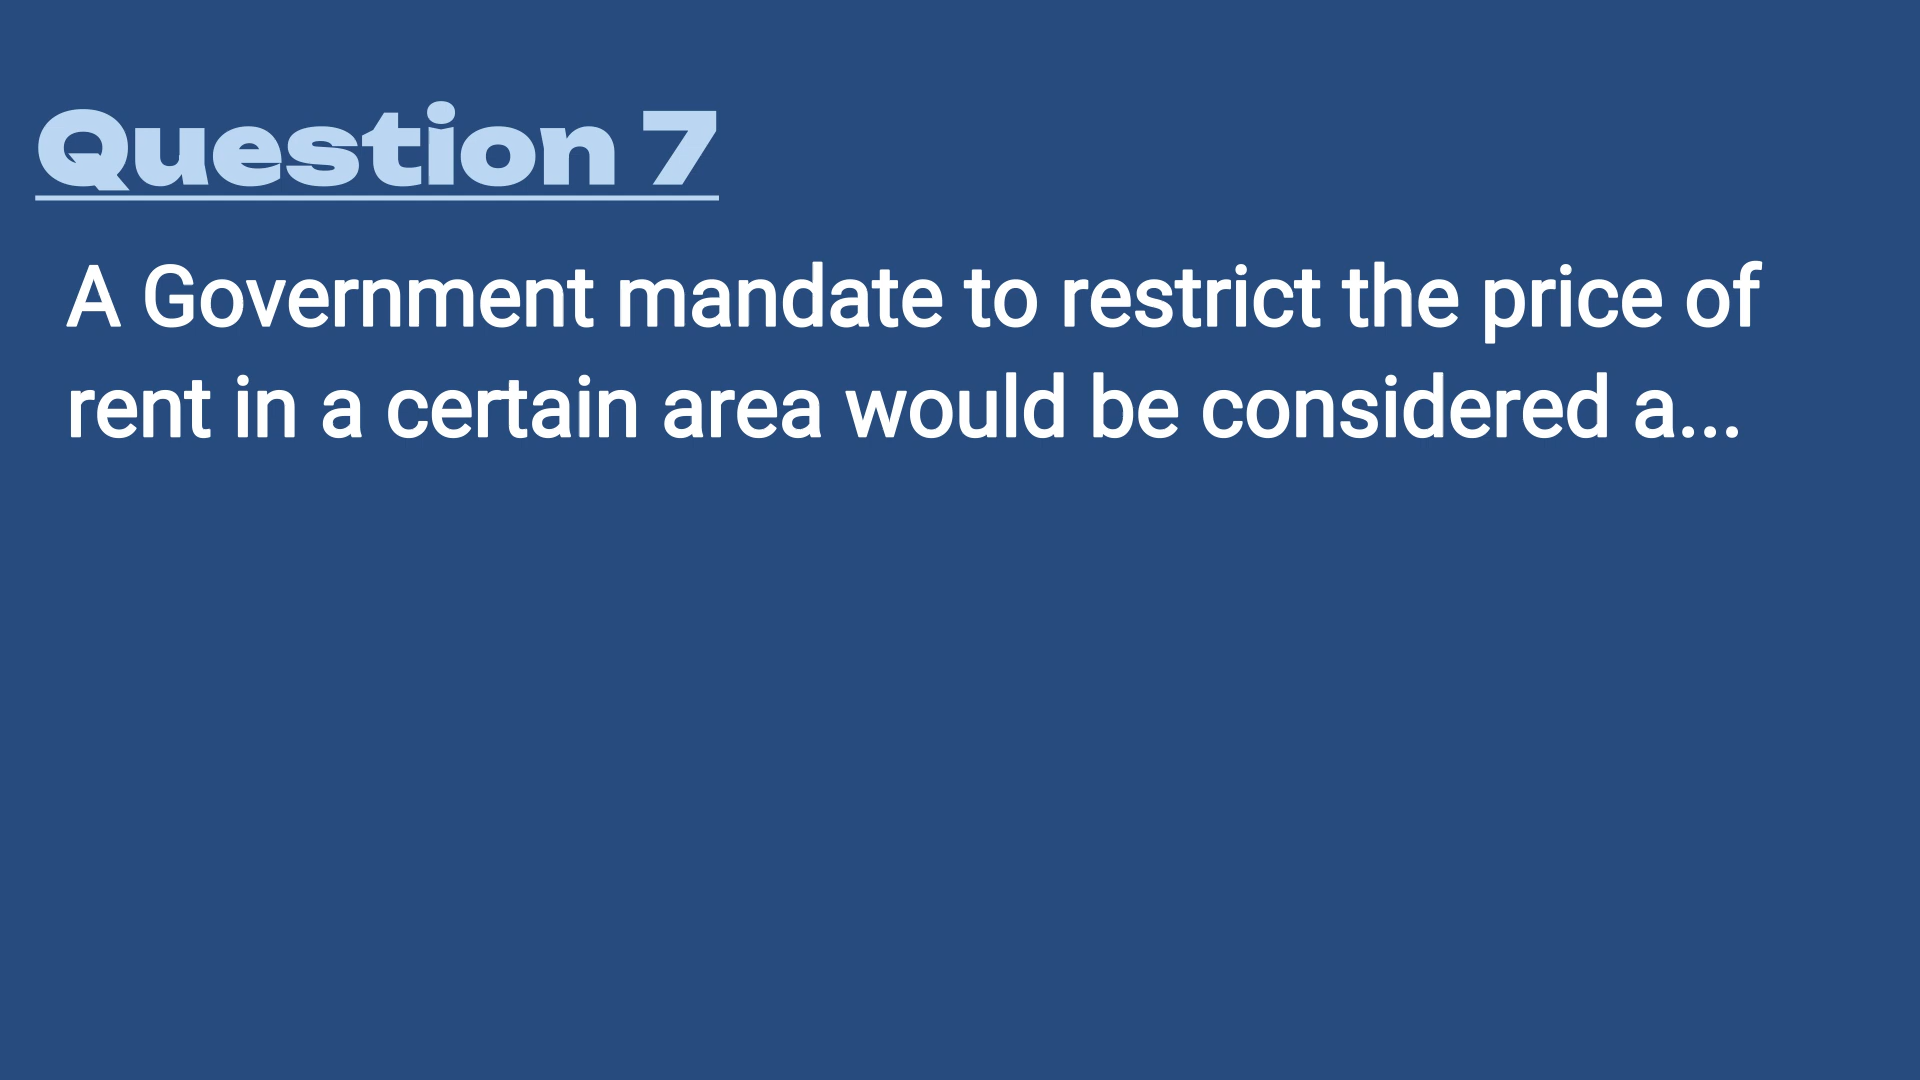 Question 7
A Government mandate to restrict the price of
rent in a certain area would be considered a...